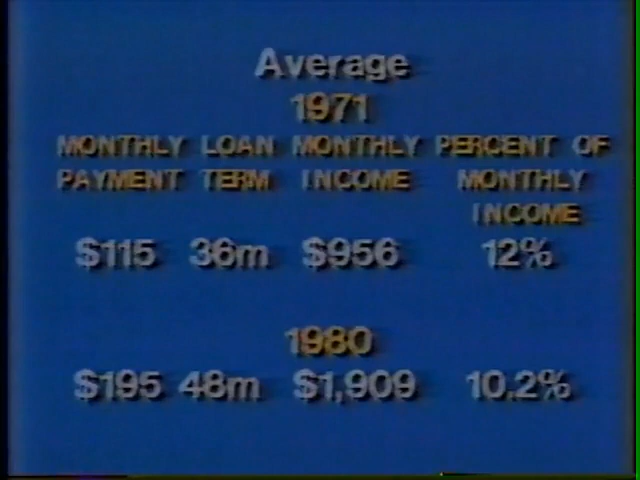 Average
1971
MONTHLY LOAN MONTHLY PERCENT OF
PAYMENT TERM INCOME MONTHLY
INCOME
$115 36m $956 12%
1980
$195 48m $1,909 10.2%